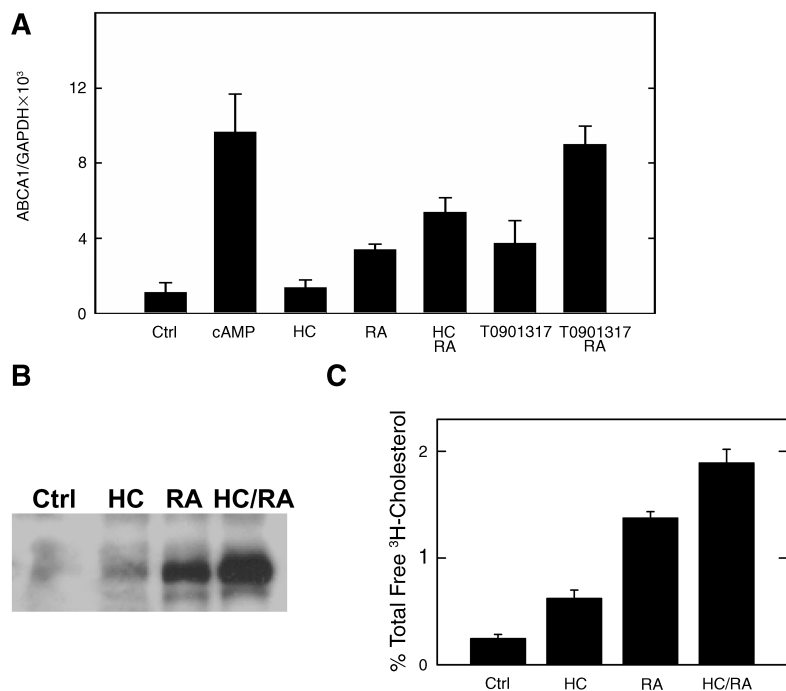 A
ABCA1/GAPDH×10³
12
8
4
0
Ctrl cAMP HC RA HC RA T0901317 T0901317 RA
B
Ctrl HC RA HC/RA
C
% Total Free ³H-Cholesterol
2
1
0
Ctrl HC RA HC/RA